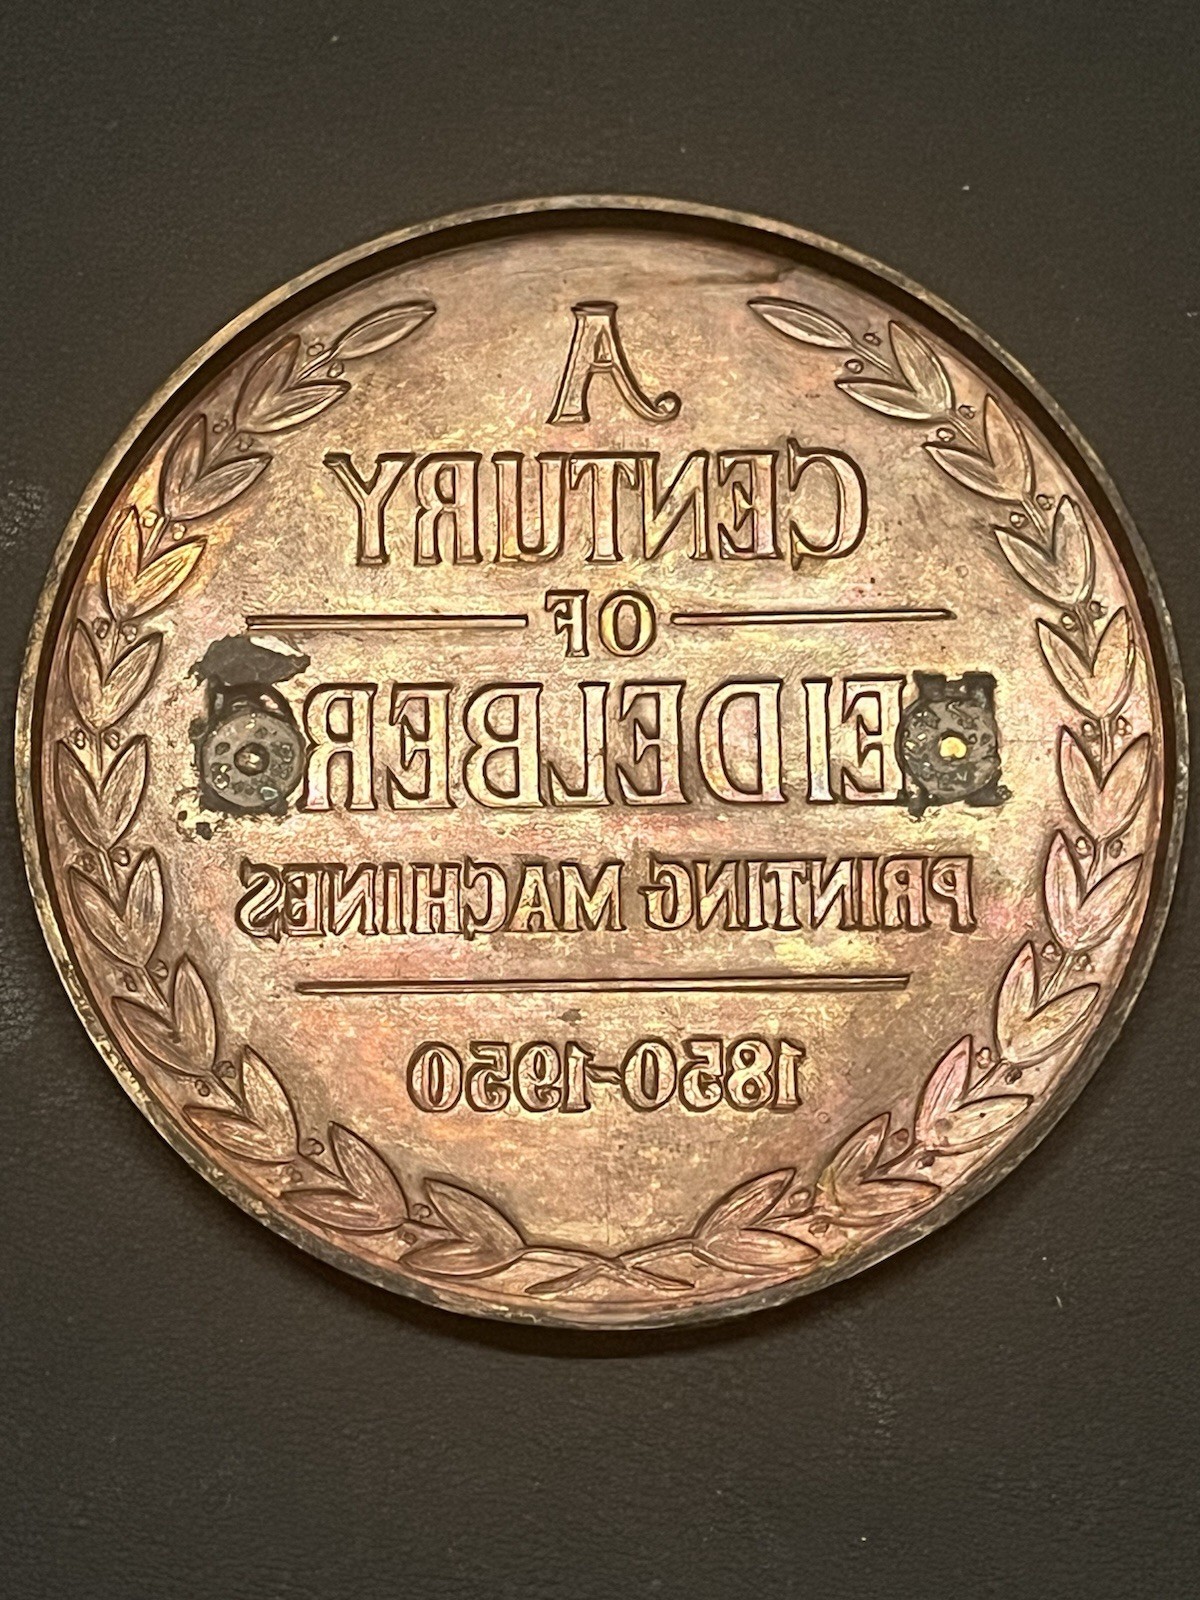 A
CENTURY
OF
EIDELBER
PRINTING MACHINES
1850-1950